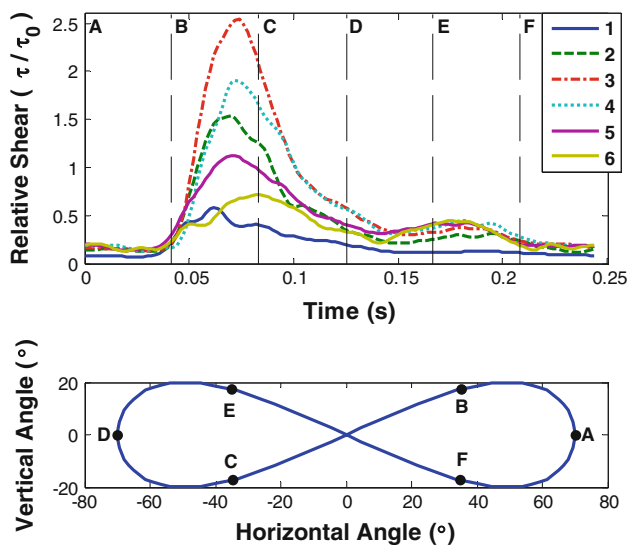 2.5
2
1.5
1
0.5
0
Relative Shear ( τ / τ0 )
A B C D E F
1
2
3
4
5
6
0 0.05 0.1 0.15 0.2 0.25
Time (s)
20
10
0
-10
-20
Vertical Angle (°)
E B
D A
C F
-80 -60 -40 -20 0 20 40 60 80
Horizontal Angle (°)